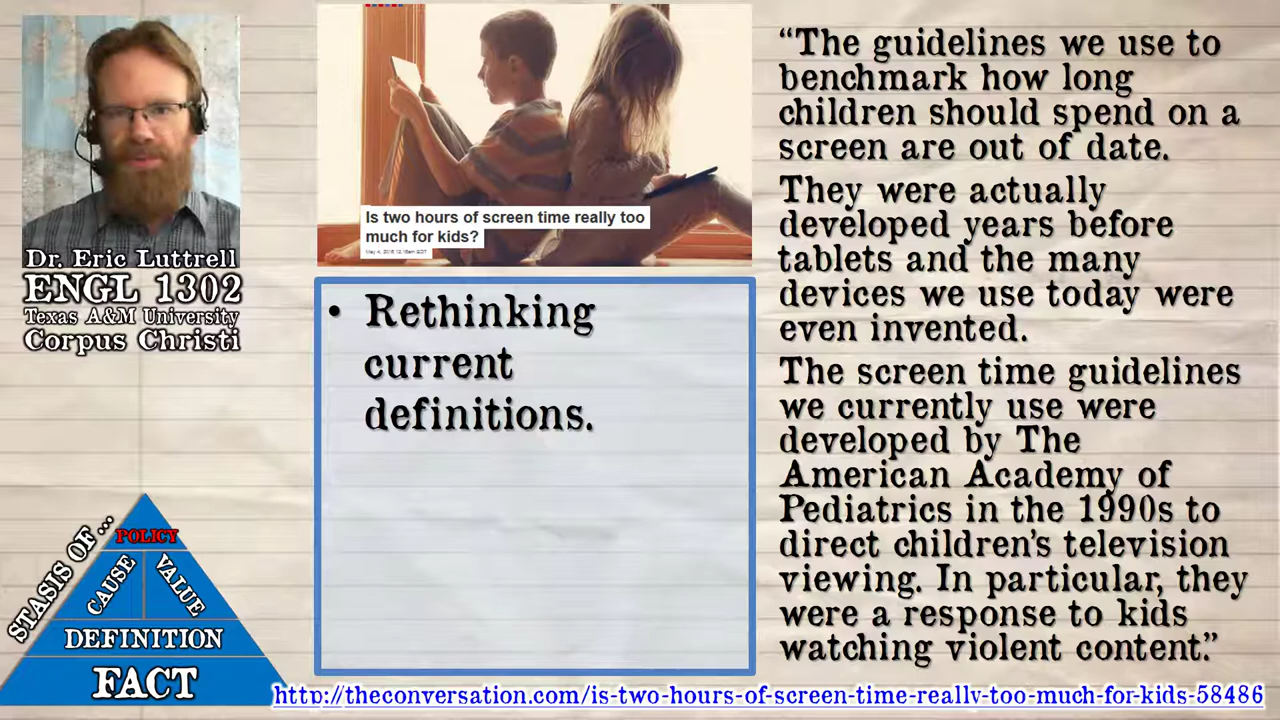 Dr. Eric Luttrell
ENGL 1302
Texas A&M University
Corpus Christi
STASIS OF...
POLICY
CAUSE
VALUE
DEFINITION
FACT
Is two hours of screen time really too
much for kids?
• Rethinking
current
definitions.
“The guidelines we use to
benchmark how long
children should spend on a
screen are out of date.
They were actually
developed years before
tablets and the many
devices we use today were
even invented.
The screen time guidelines
we currently use were
developed by The
American Academy of
Pediatrics in the 1990s to
direct children’s television
viewing. In particular, they
were a response to kids
watching violent content.”
http://theconversation.com/is-two-hours-of-screen-time-really-too-much-for-kids-58486